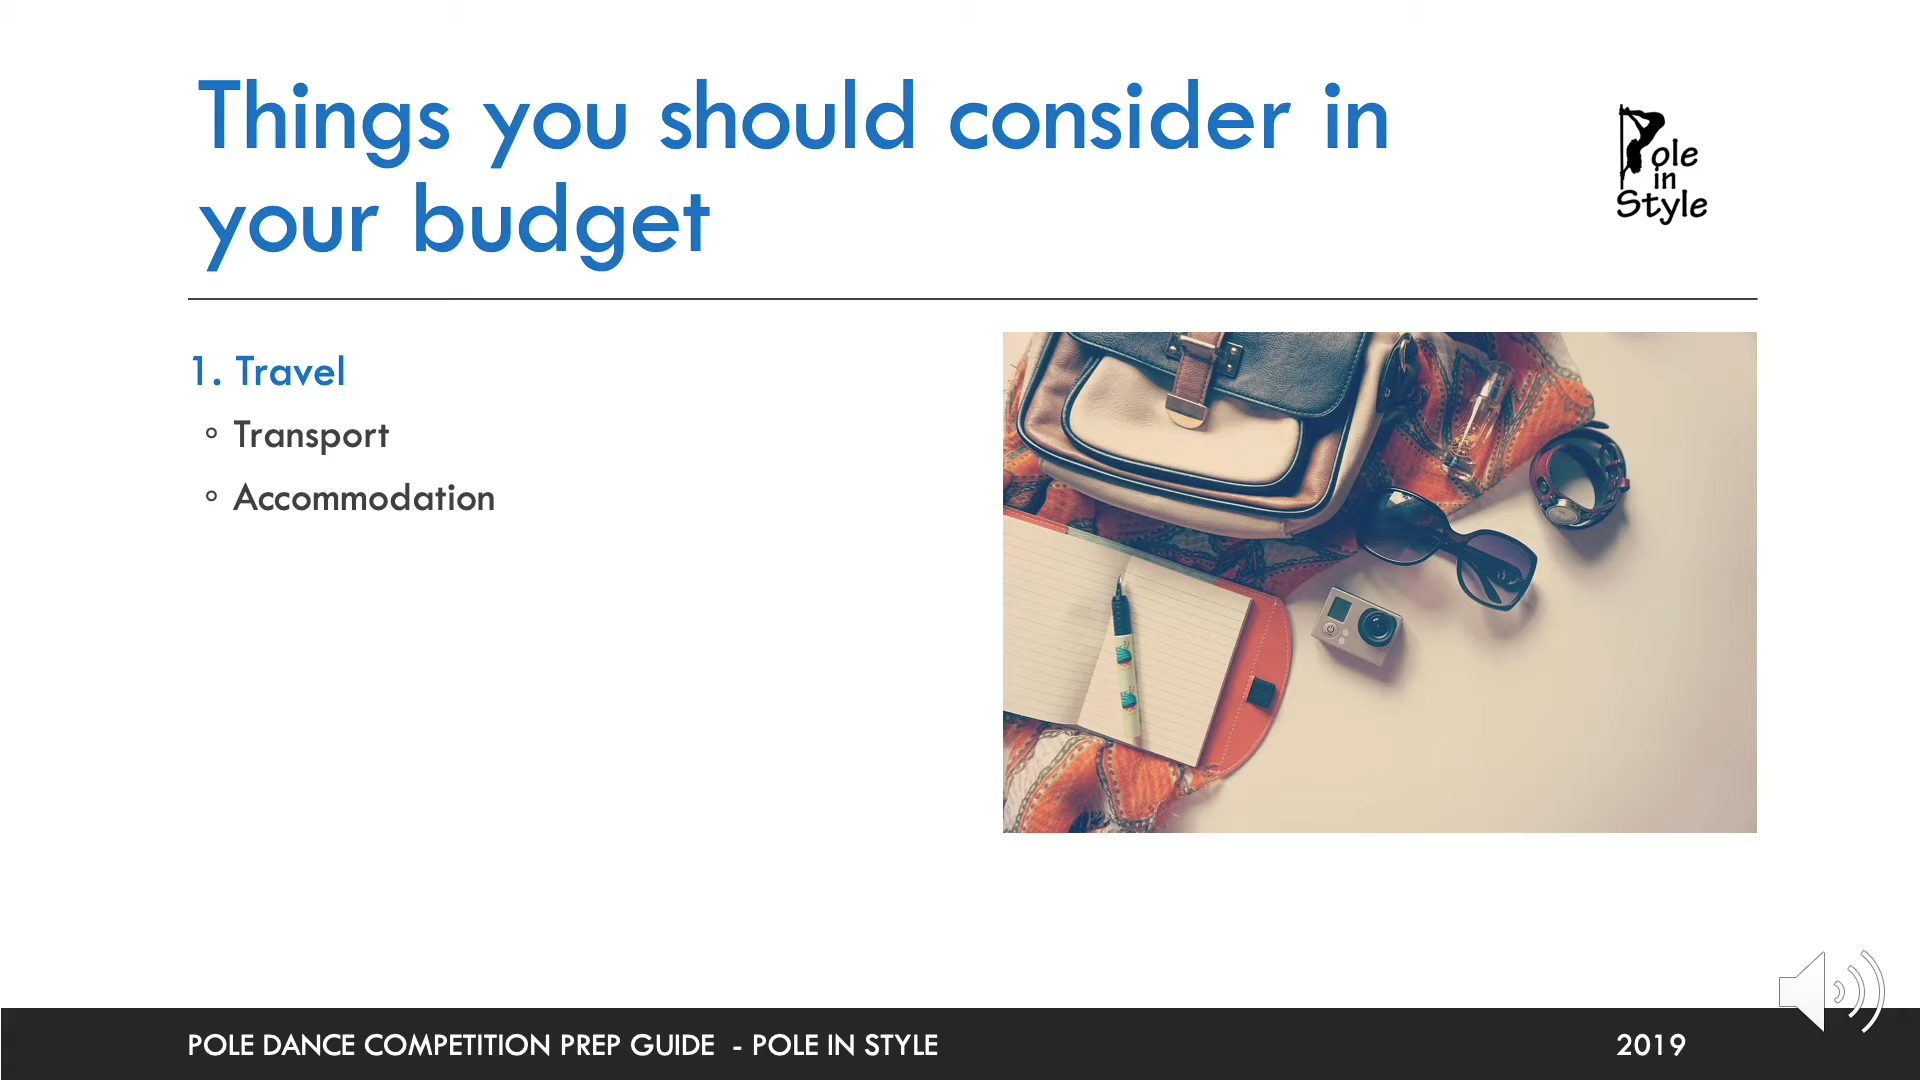 Things you should consider in
your budget
Pole
in
Style
1. Travel
◦ Transport
◦ Accommodation
POLE DANCE COMPETITION PREP GUIDE - POLE IN STYLE
2019